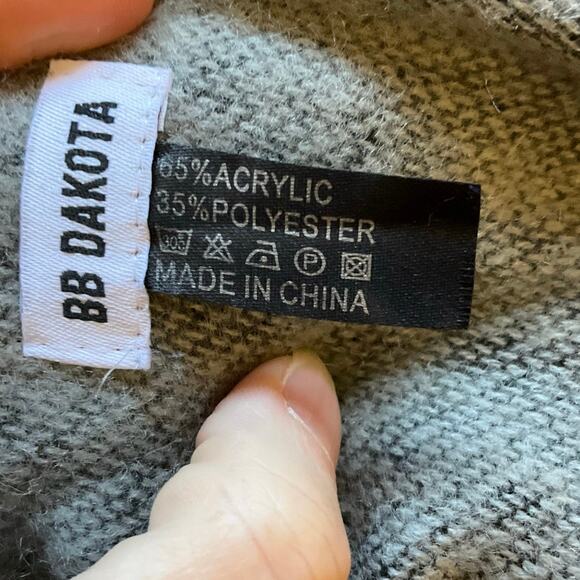 BB DAKOTA
65%ACRYLIC
35%POLYESTER
P
MADE IN CHINA